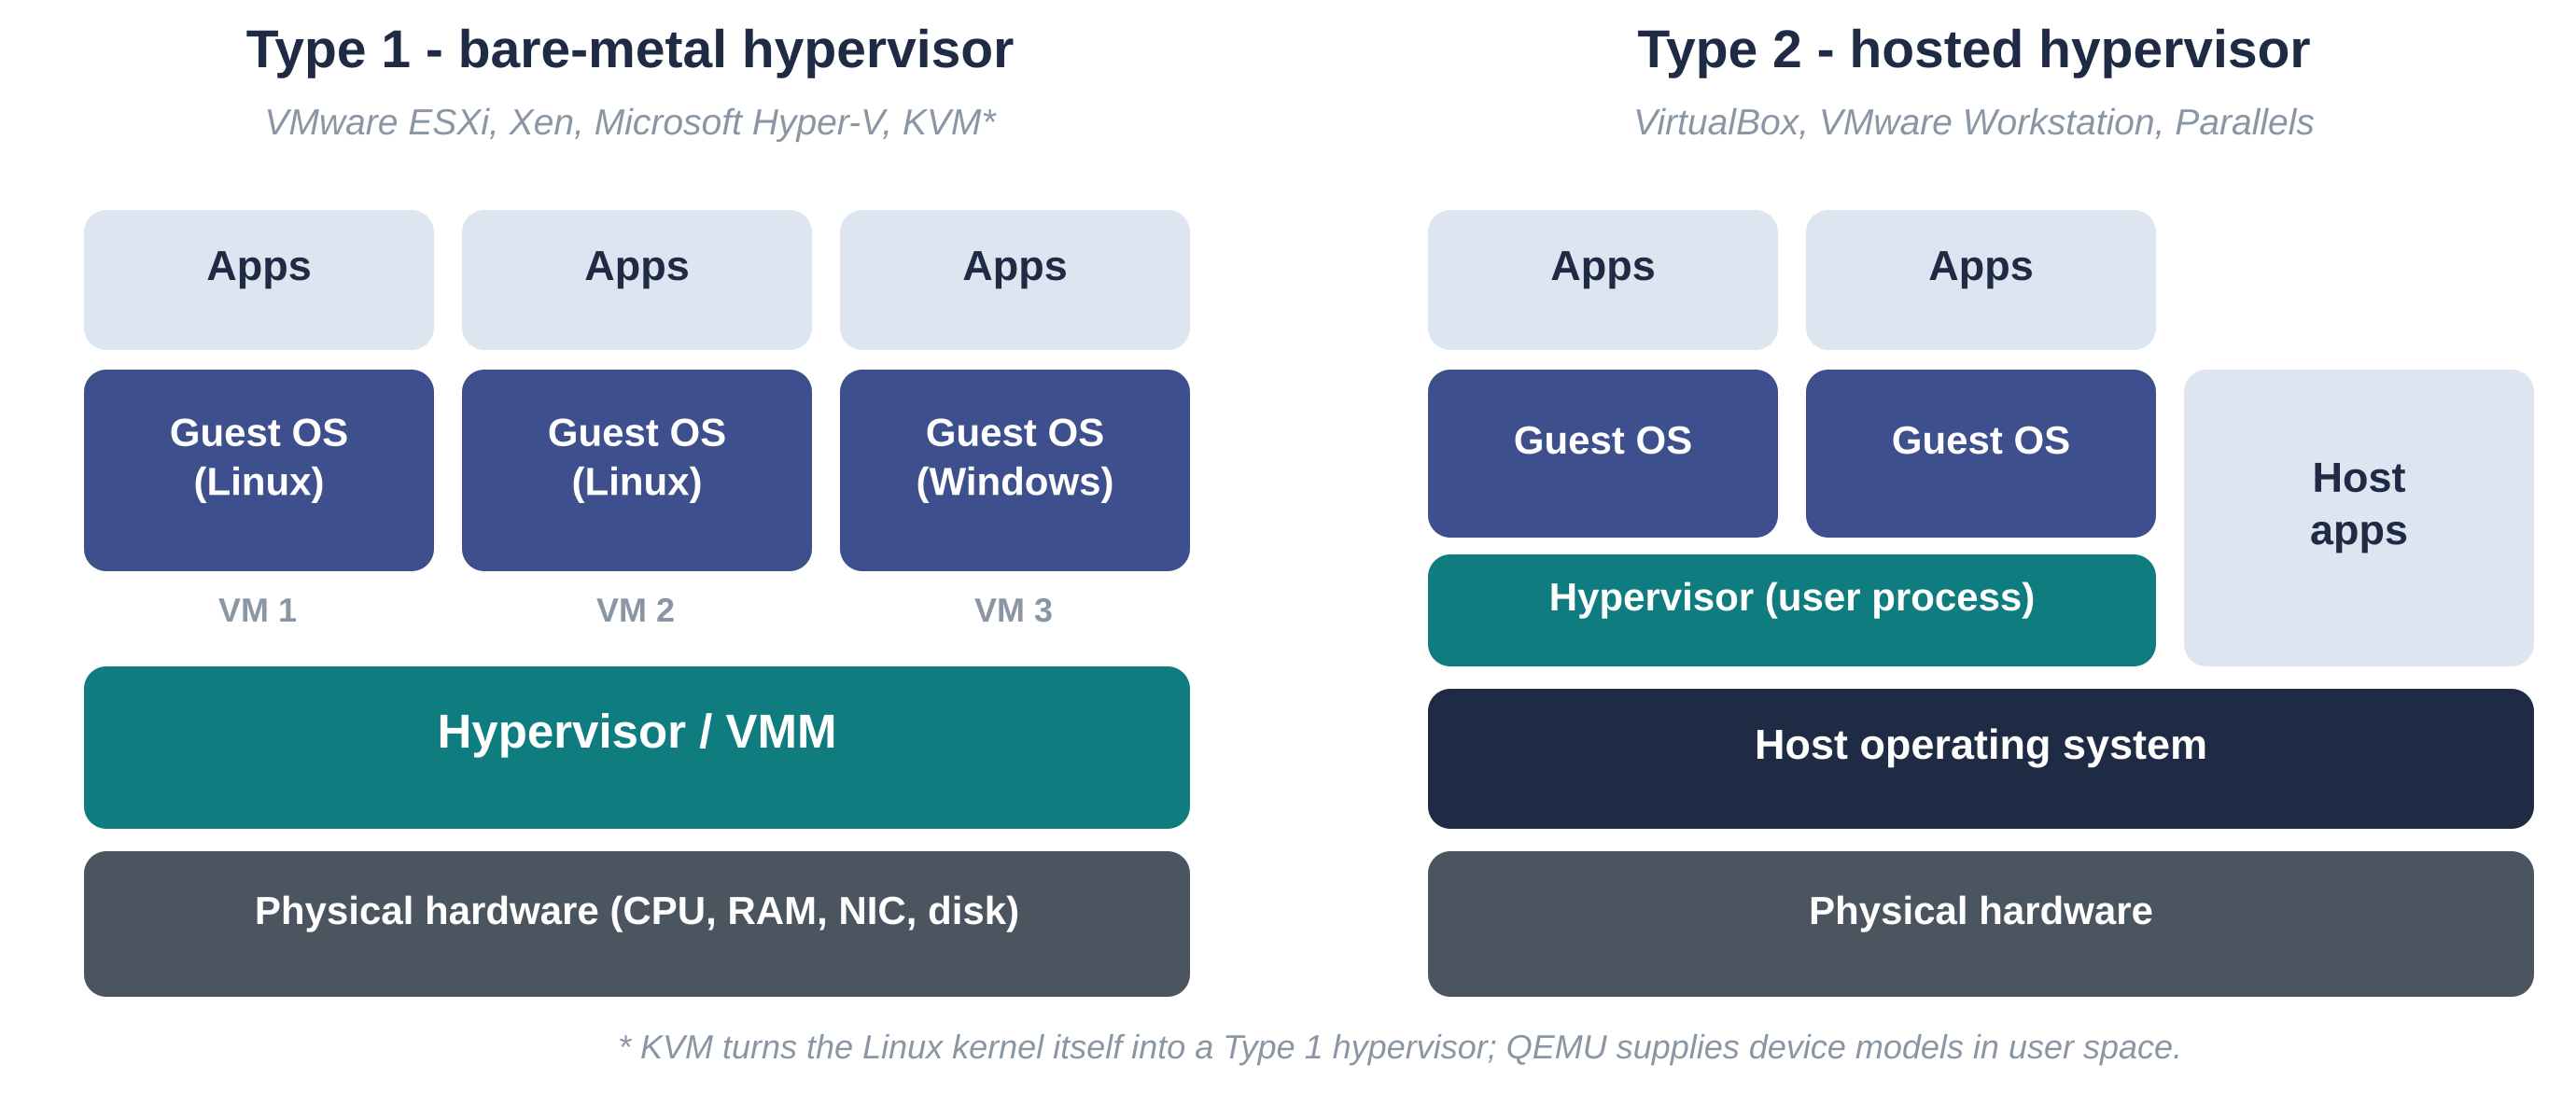 Type 1 - bare-metal hypervisor
VMware ESXi, Xen, Microsoft Hyper-V, KVM*
Apps
Apps
Apps
Guest OS
(Linux)
Guest OS
(Linux)
Guest OS
(Windows)
VM 1
VM 2
VM 3
Hypervisor / VMM
Physical hardware (CPU, RAM, NIC, disk)
Type 2 - hosted hypervisor
VirtualBox, VMware Workstation, Parallels
Apps
Apps
Guest OS
Guest OS
Host
apps
Hypervisor (user process)
Host operating system
Physical hardware
* KVM turns the Linux kernel itself into a Type 1 hypervisor; QEMU supplies device models in user space.